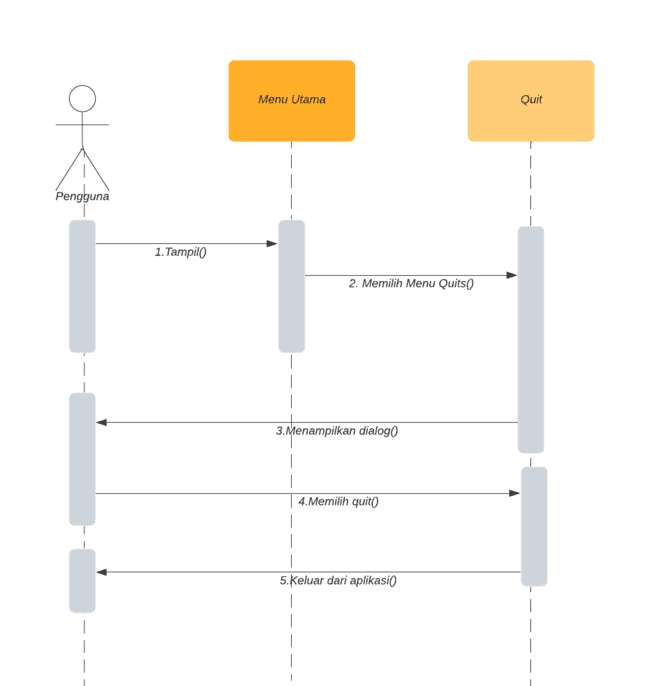 Menu Utama
Quit
Pengguna
1.Tampil()
2. Memilih Menu Quits()
3.Menampilkan dialog()
4.Memilih quit()
5.Keluar dari aplikasi()